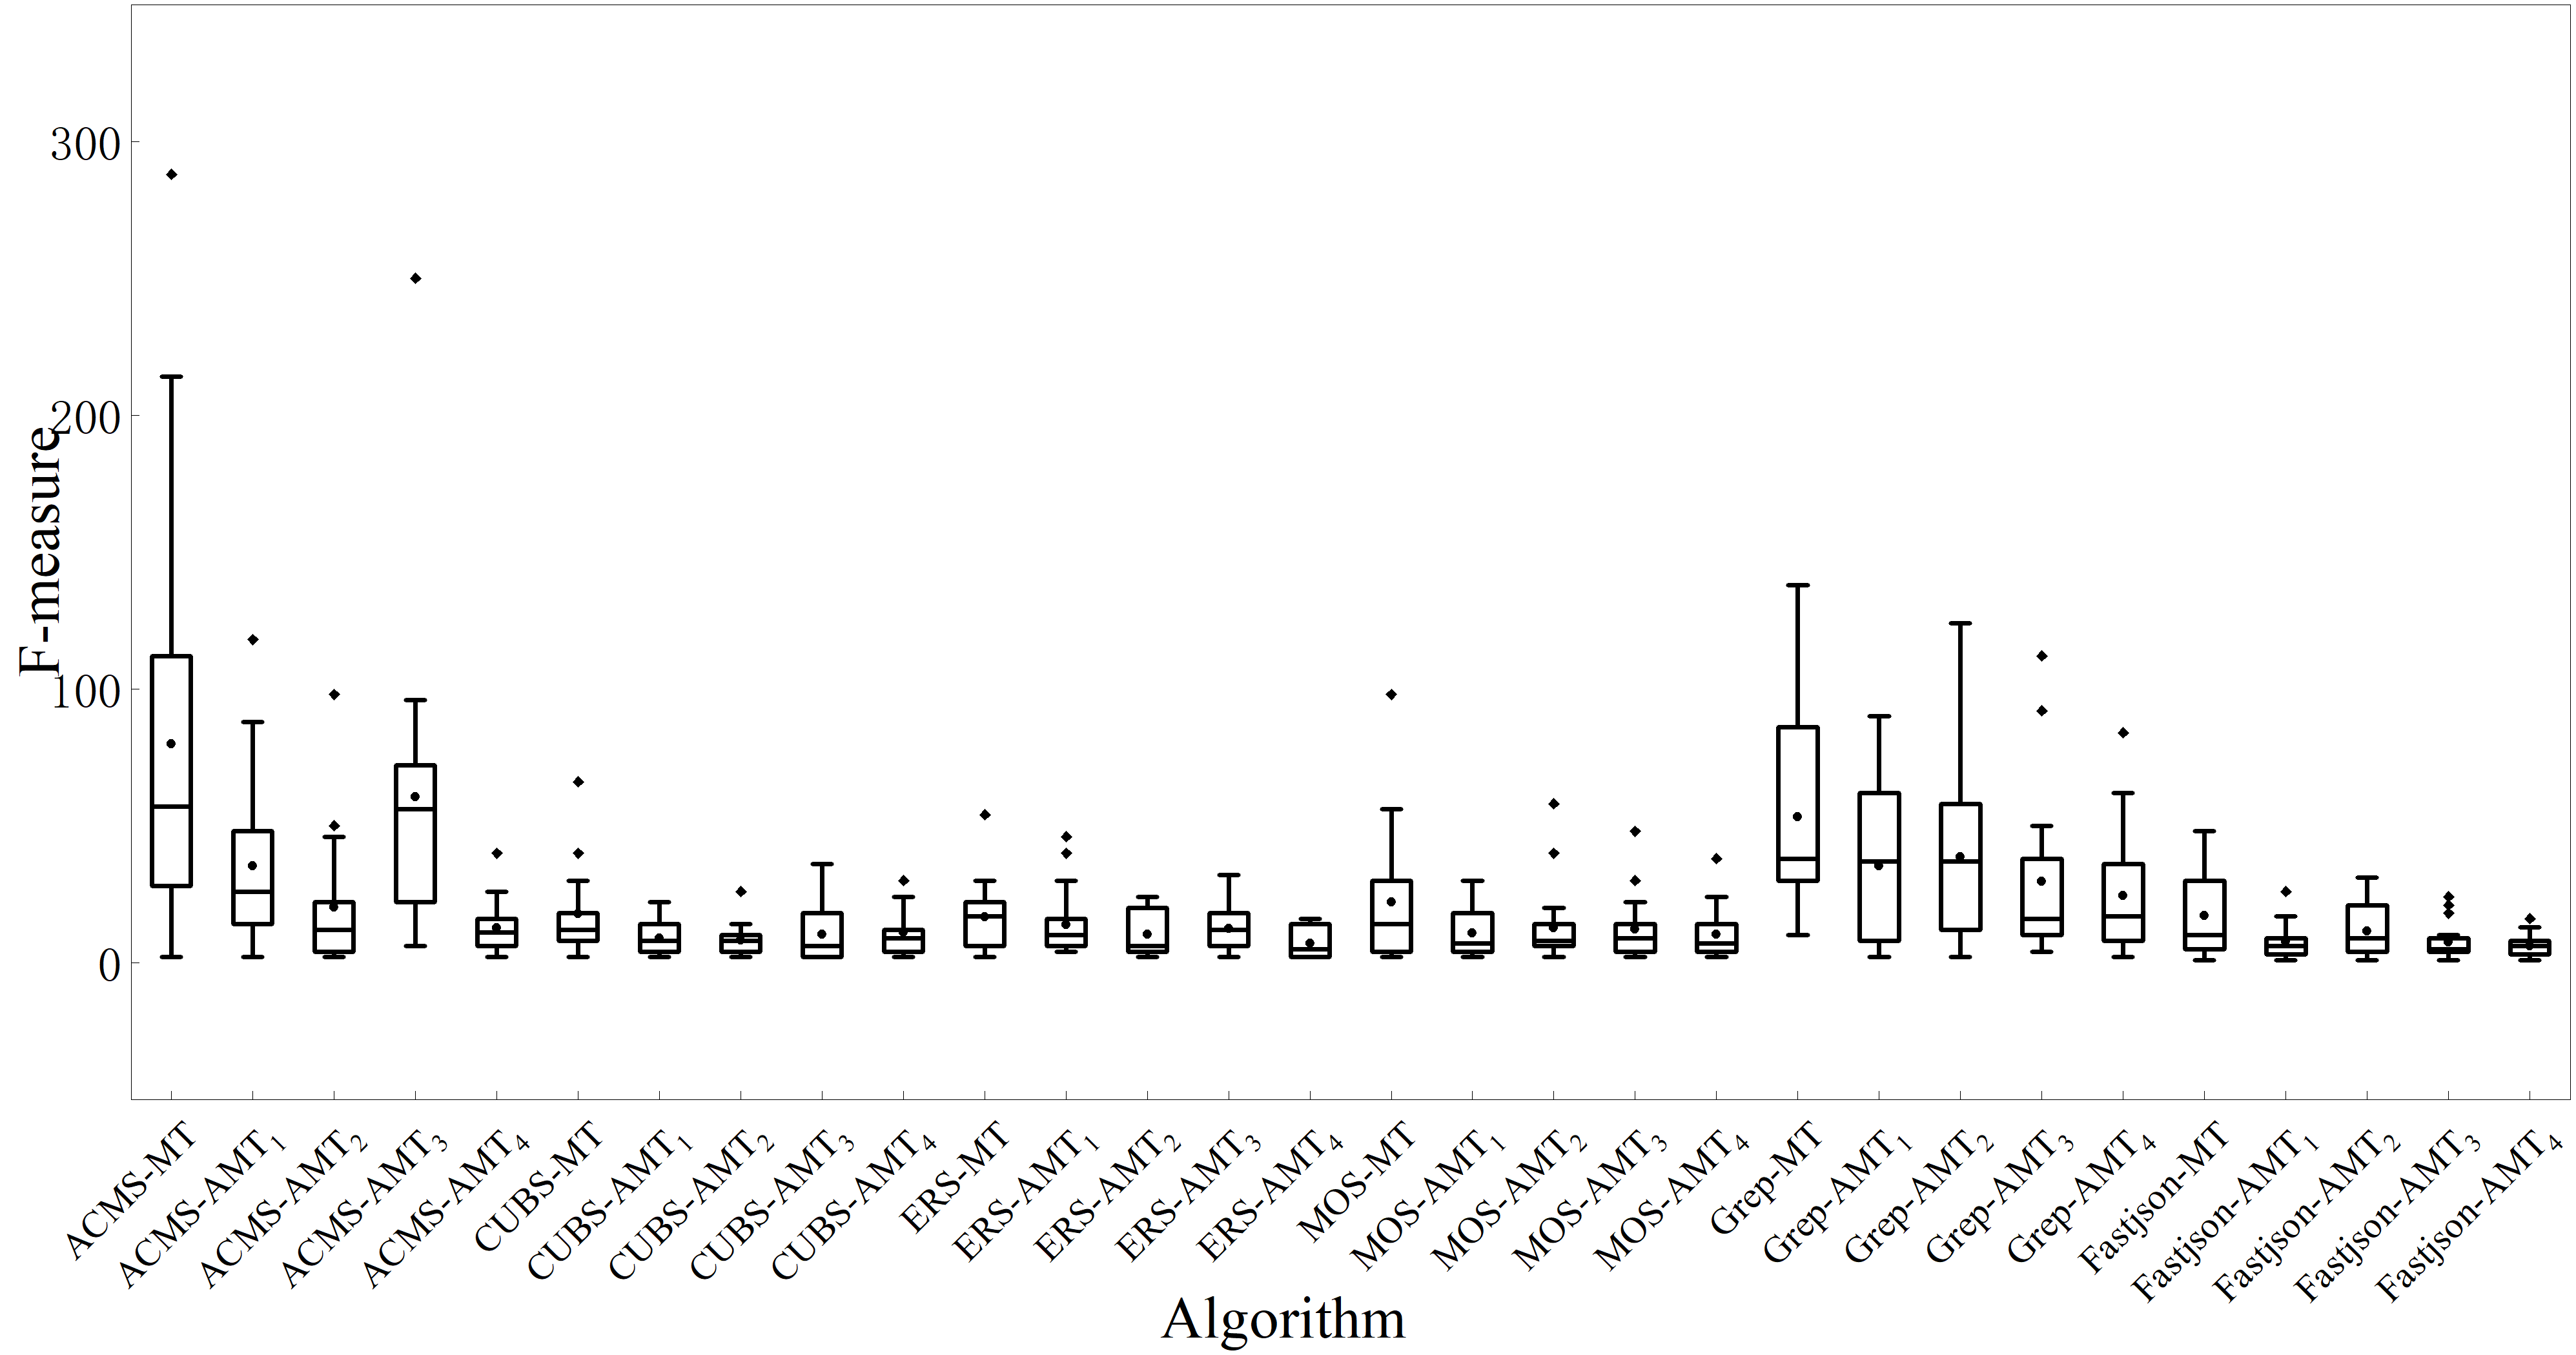 F-measure
300
200
100
0
ACMS-MT
ACMS-AMT₁
ACMS-AMT₂
ACMS-AMT₃
ACMS-AMT₄
CUBS-MT
CUBS-AMT₁
CUBS-AMT₂
CUBS-AMT₃
CUBS-AMT₄
ERS-MT
ERS-AMT₁
ERS-AMT₂
ERS-AMT₃
ERS-AMT₄
MOS-MT
MOS-AMT₁
MOS-AMT₂
MOS-AMT₃
MOS-AMT₄
Grep-MT
Grep-AMT₁
Grep-AMT₂
Grep-AMT₃
Grep-AMT₄
Fastjson-MT
Fastjson-AMT₁
Fastjson-AMT₂
Fastjson-AMT₃
Fastjson-AMT₄
Algorithm